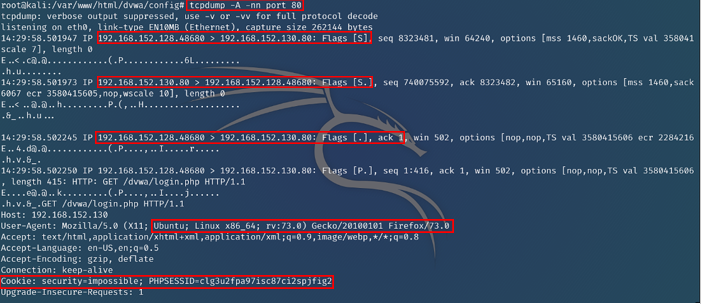 root@kali:/var/www/html/dvwa/config# tcpdump -A -nn port 80
tcpdump: verbose output suppressed, use -v or -vv for full protocol decode
listening on eth0, link-type EN10MB (Ethernet), capture size 262144 bytes
14:29:58.501947 IP 192.168.152.128.48680 > 192.168.152.130.80: Flags [S], seq 8323481, win 64240, options [mss 1460,sackOK,TS val 358041
scale 7], length 0
14:29:58.501973 IP 192.168.152.130.80 > 192.168.152.128.48680: Flags [S.], seq 740075592, ack 8323482, win 65160, options [mss 1460,sack
6067 ecr 3580415605,nop,wscale 10], length 0
14:29:58.502245 IP 192.168.152.128.48680 > 192.168.152.130.80: Flags [.], ack 1, win 502, options [nop,nop,TS val 3580415606 ecr 2284216
14:29:58.502250 IP 192.168.152.128.48680 > 192.168.152.130.80: Flags [P.], seq 1:416, ack 1, win 502, options [nop,nop,TS val 3580415606
, length 415: HTTP: GET /dvwa/login.php HTTP/1.1
.h.v.&_.GET /dvwa/login.php HTTP/1.1
Host: 192.168.152.130
User-Agent: Mozilla/5.0 (X11; Ubuntu; Linux x86_64; rv:73.0) Gecko/20100101 Firefox/73.0
Accept: text/html,application/xhtml+xml,application/xml;q=0.9,image/webp,*/*;q=0.8
Accept-Language: en-US,en;q=0.5
Accept-Encoding: gzip, deflate
Connection: keep-alive
Cookie: security=impossible; PHPSESSID=clg3u2fpa97isc87ci2spjfig2
Upgrade-Insecure-Requests: 1